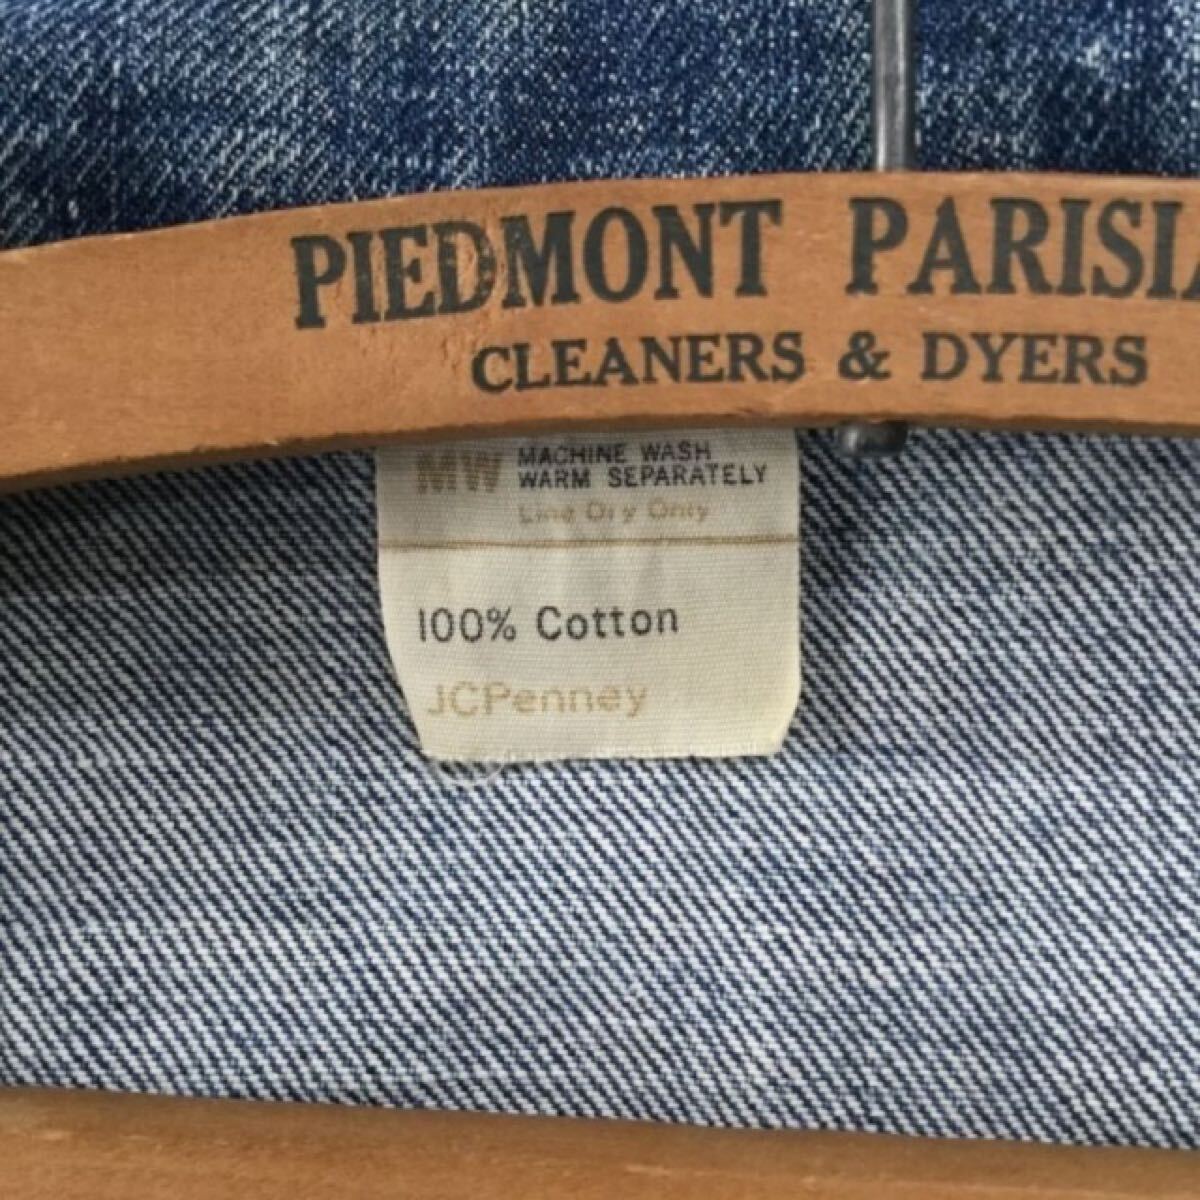 PIEDMONT PARISIA
CLEANERS & DYERS
MW MACHINE WASH
WARM SEPARATELY
Line Dry Only
100% Cotton
JCPenney